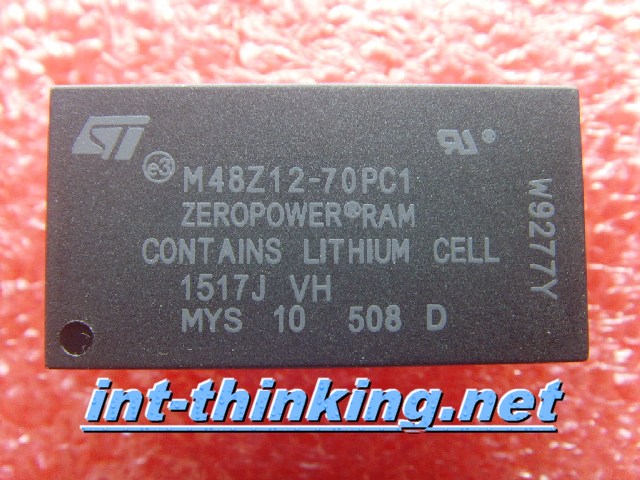 ST
e3 M48Z12-70PC1
ZEROPOWER®RAM
CONTAINS LITHIUM CELL
1517J VH
MYS 10 508 D
W9277Y
int-thinking.net